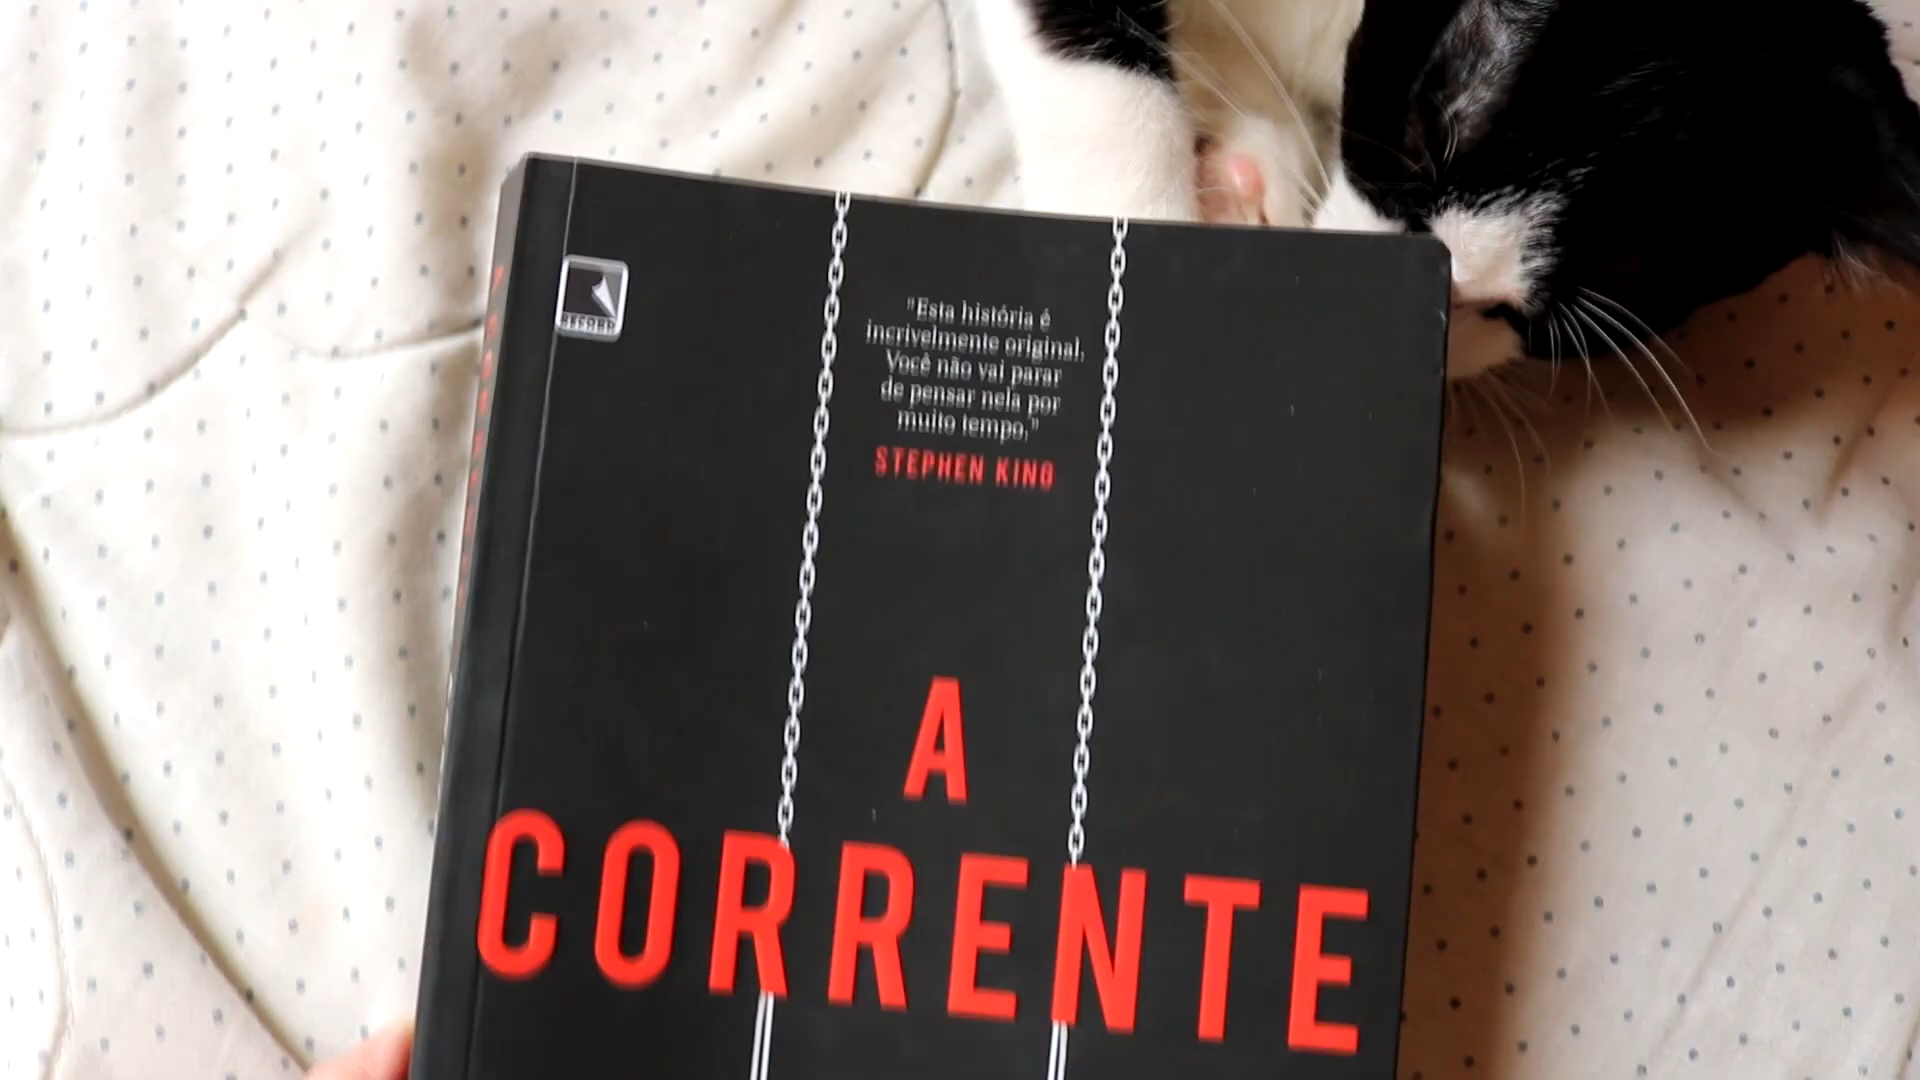 "Esta história é
incrivelmente original.
Você não vai parar
de pensar nela por
muito tempo."
STEPHEN KING
A
CORRENTE